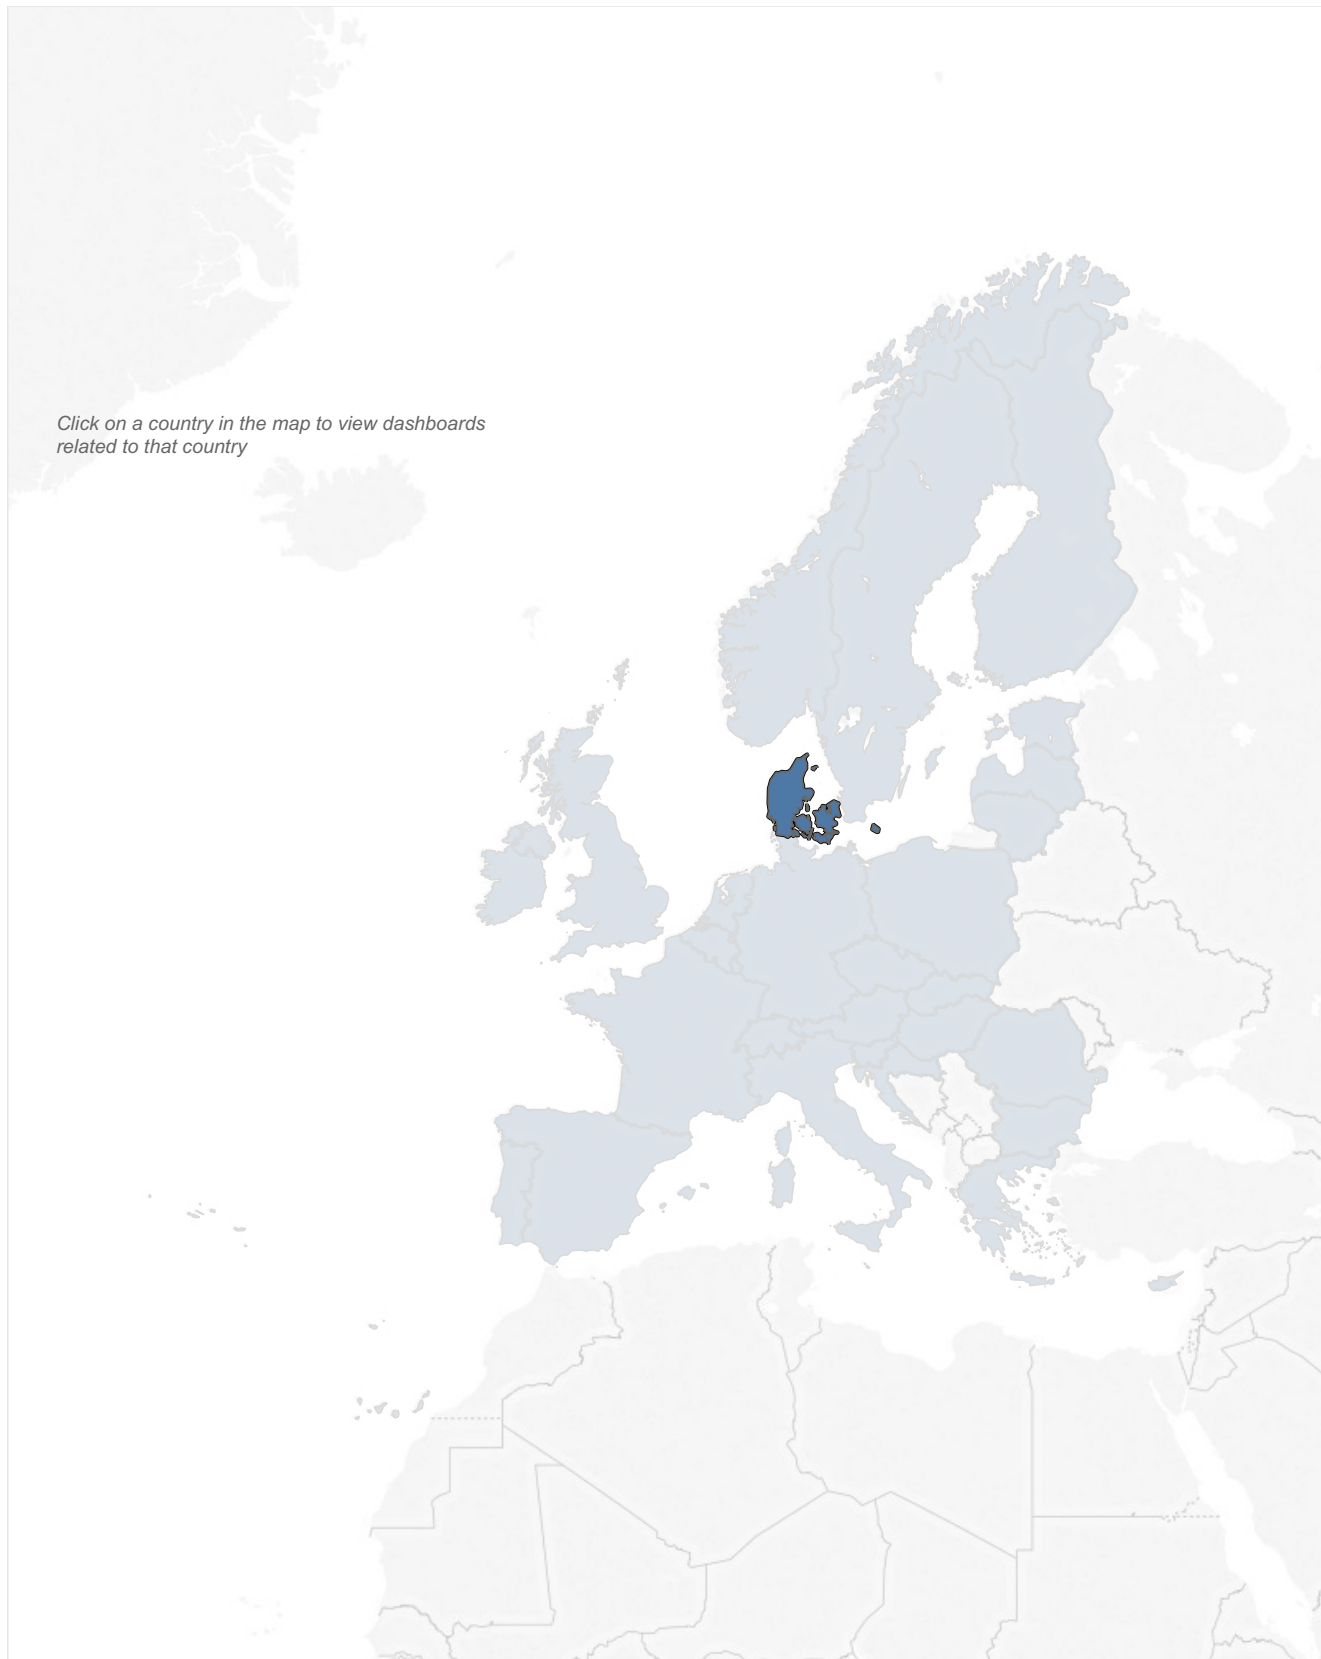 Click on a country in the map to view dashboards
related to that country